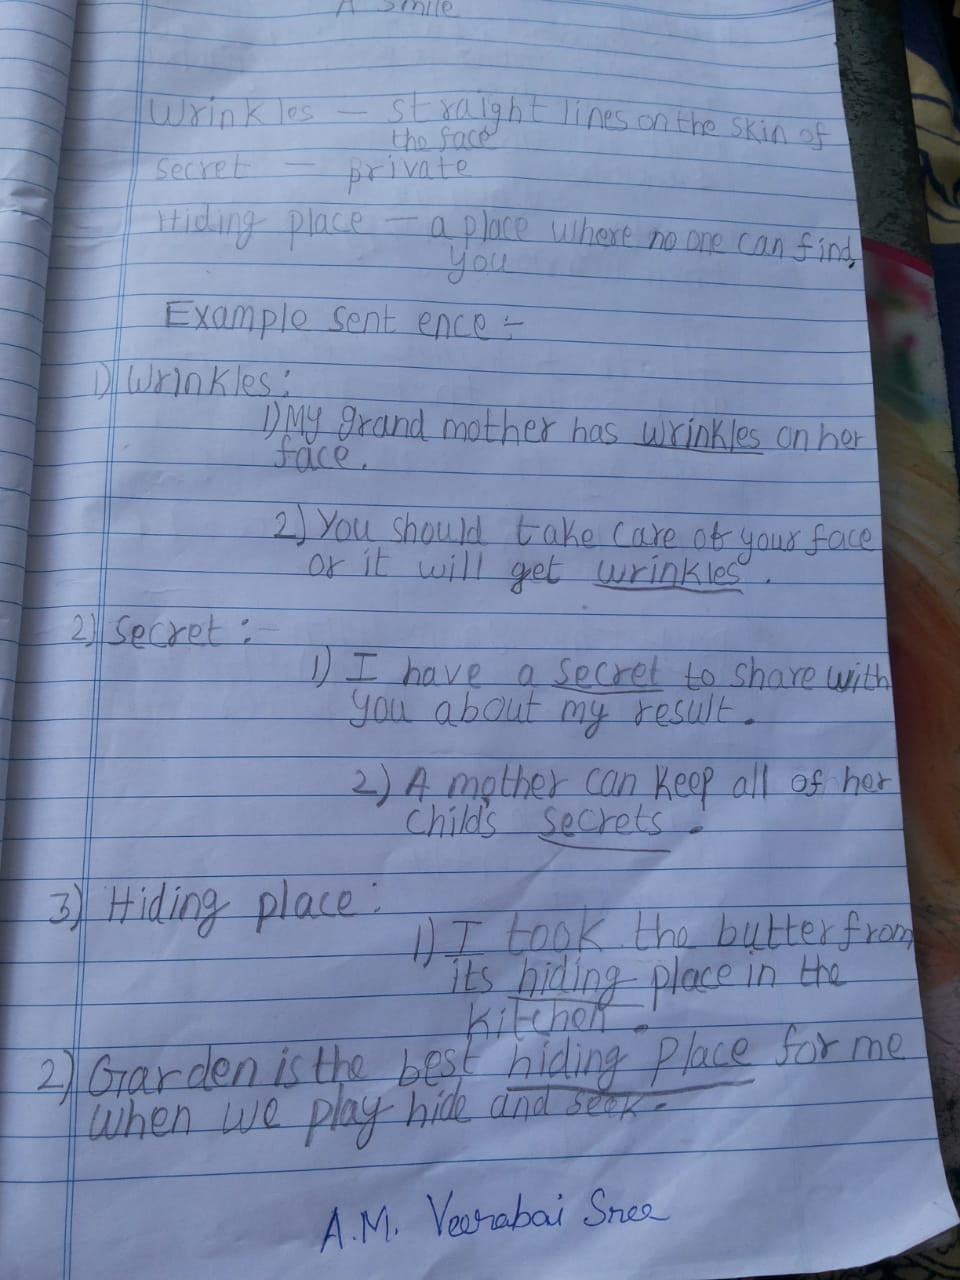 A Smile
Wrinkles — straight lines on the skin of
the face
secret — private
Hiding place — a place where no one can find
you
Example sent ence :-
1) Wrinkles :
1) My grand mother has wrinkles on her
face.
2) You should take care of your face
or it will get wrinkles .
2) Secret :-
1) I have a secret to share with
you about my result .
2) A mother can keep all of her
child's secrets .
3) Hiding place :
1) I took the butter from
its hiding place in the
kitchen .
2) Garden is the best hiding place for me
when we play hide and seek .
A.M. Veerabai Sree